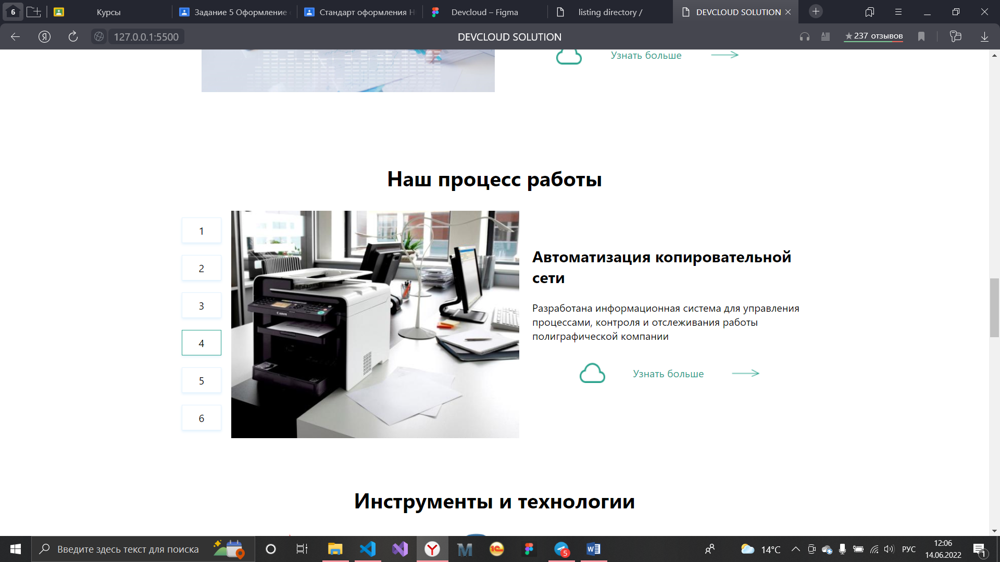 6
Курсы
Задание 5 Оформление
Стандарт оформления Н
Devcloud – Figma
listing directory /
DEVCLOUD SOLUTION
127.0.0.1:5500
DEVCLOUD SOLUTION
237 отзывов
Узнать больше
Наш процесс работы
1
2
3
4
5
6
Canon
Автоматизация копировательной
сети
Разработана информационная система для управления
процессами, контроля и отслеживания работы
полиграфической компании
Узнать больше
Инструменты и технологии
Введите здесь текст для поиска
5
14°C
РУС
12:06
14.06.2022
1